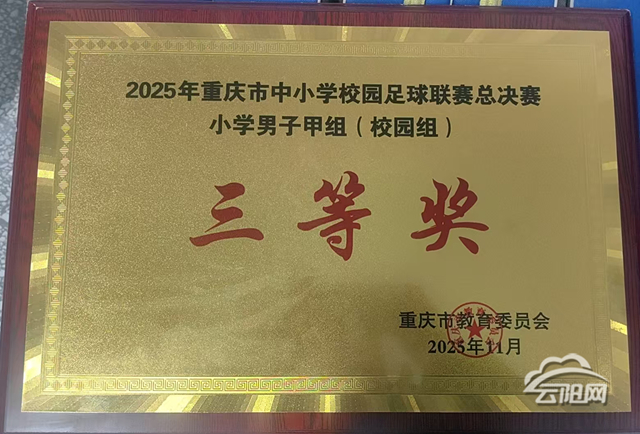 2025年重庆市中小学校园足球联赛总决赛
小学男子甲组（校园组）
三等奖
重庆市教育委员会
2025年11月
云阳网